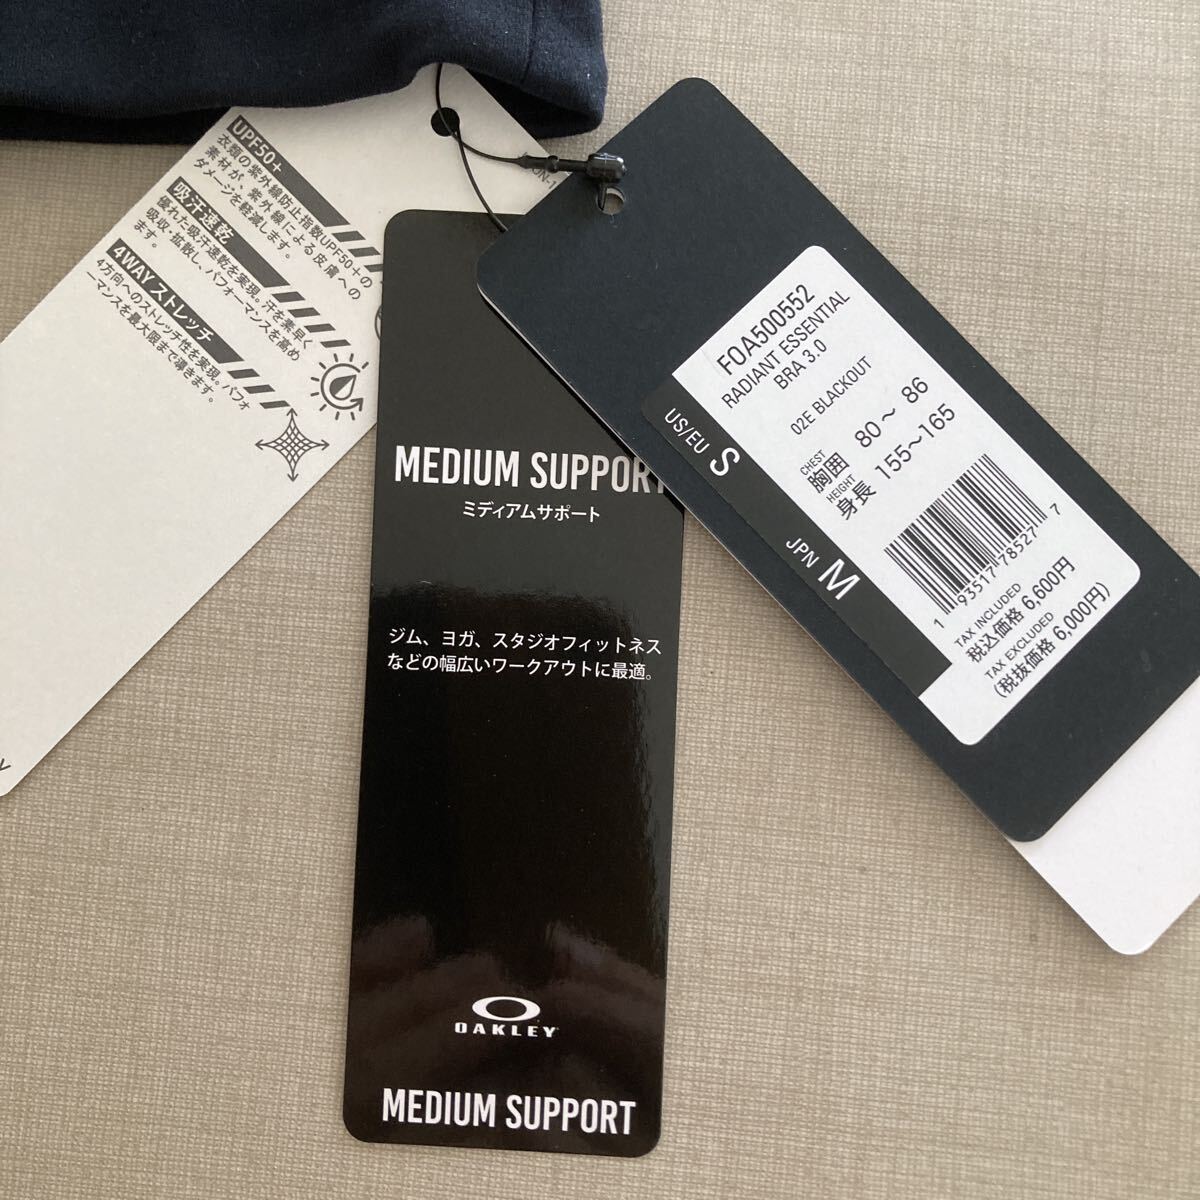 UPF50+
衣類の紫外線防止指数UPF50+の
素材が、紫外線による皮膚への
ダメージを軽減します。
吸汗速乾
優れた吸汗速乾を実現。汗を素早く
吸収・拡散し、パフォーマンスを高め
ます。
4WAY ストレッチ
4方向へのストレッチ性を実現。パフォ
ーマンスを最大限まで導きます。
MEDIUM SUPPORT
ミディアムサポート
ジム、ヨガ、スタジオフィットネス
などの幅広いワークアウトに最適。
OAKLEY
MEDIUM SUPPORT
FOA500552
RADIANT ESSENTIAL
BRA 3.0
02E BLACKOUT
US/EU S
JPN M
CHEST
胸囲 80～ 86
HEIGHT
身長 155～165
1 93517 78527 7
TAX INCLUDED
税込価格 6,600円
TAX EXCLUDED
(税抜価格 6,000円)